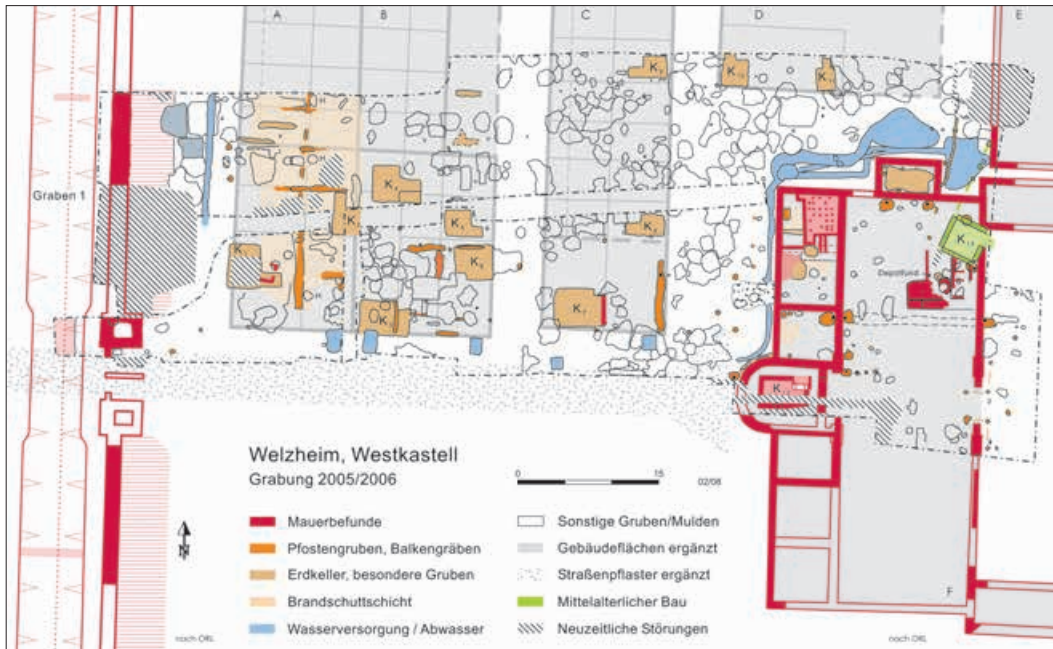 A
B
C
D
E
K
K
K
K
K
K
K
K
K
K
K
K
K
H
H
H
Graben 1
Depotfund
F
Welzheim, Westkastell
Grabung 2005/2006
0 15 02/08
N
Mauerbefunde
Pfostengruben, Balkengräben
Erdkeller, besondere Gruben
Brandschuttschicht
Wasserversorgung / Abwasser
Sonstige Gruben/Mulden
Gebäudeflächen ergänzt
Straßenpflaster ergänzt
Mittelalterlicher Bau
Neuzeitliche Störungen
nach ORL
nach ORL